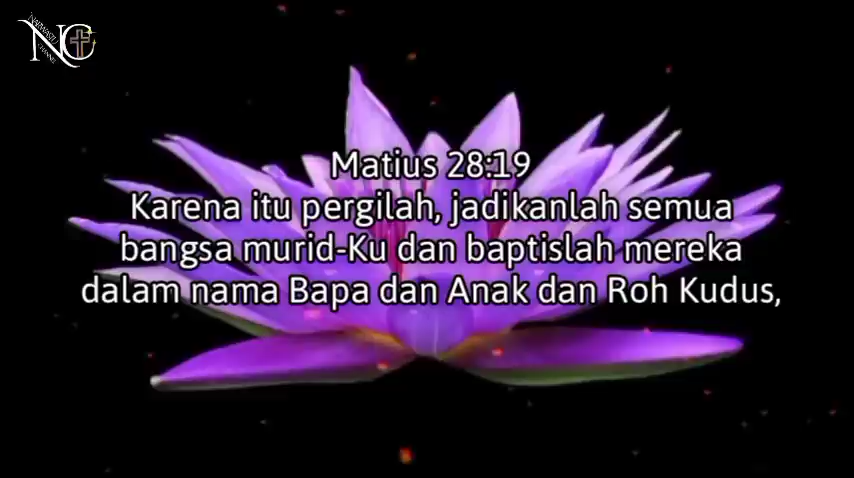 NC
Matius 28:19
Karena itu pergilah, jadikanlah semua
bangsa murid-Ku dan baptislah mereka
dalam nama Bapa dan Anak dan Roh Kudus,